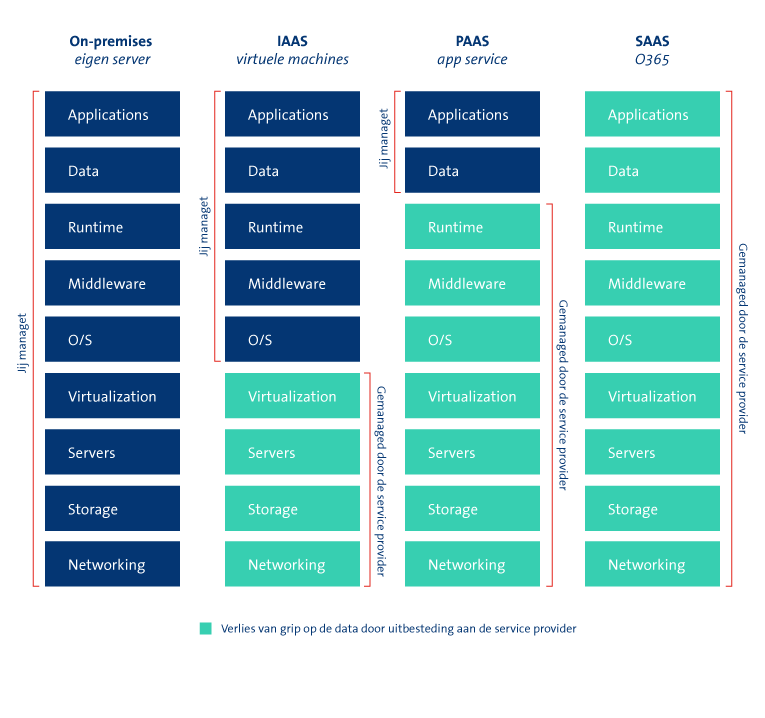 On-premises
eigen server
Jij managet
Applications
Data
Runtime
Middleware
O/S
Virtualization
Servers
Storage
Networking
IAAS
virtuele machines
Jij managet
Applications
Data
Runtime
Middleware
O/S
Virtualization
Servers
Storage
Networking
Gemanaged door de service provider
PAAS
app service
Jij managet
Applications
Data
Runtime
Middleware
O/S
Virtualization
Servers
Storage
Networking
Gemanaged door de service provider
SAAS
O365
Applications
Data
Runtime
Middleware
O/S
Virtualization
Servers
Storage
Networking
Gemanaged door de service provider
Verlies van grip op de data door uitbesteding aan de service provider